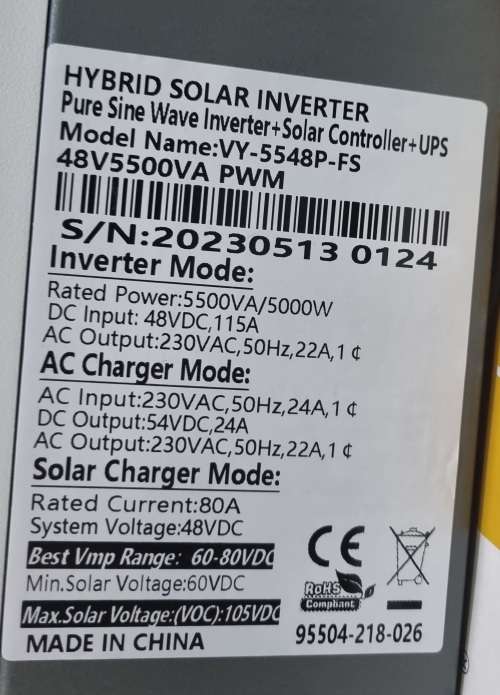 HYBRID SOLAR INVERTER
Pure Sine Wave Inverter+Solar Controller+UPS
Model Name:VY-5548P-FS
48V5500VA PWM
S/N:20230513 0124
Inverter Mode:
Rated Power:5500VA/5000W
DC Input: 48VDC,115A
AC Output:230VAC,50Hz,22A,1 ¢
AC Charger Mode:
AC Input:230VAC,50Hz,24A,1 ¢
DC Output:54VDC,24A
AC Output:230VAC,50Hz,22A,1 ¢
Solar Charger Mode:
Rated Current:80A
System Voltage:48VDC
Best Vmp Range: 60-80VDC
Min.Solar Voltage:60VDC
Max.Solar Voltage:(VOC):105VDC
MADE IN CHINA
CE
RoHS
Compliant
95504-218-026